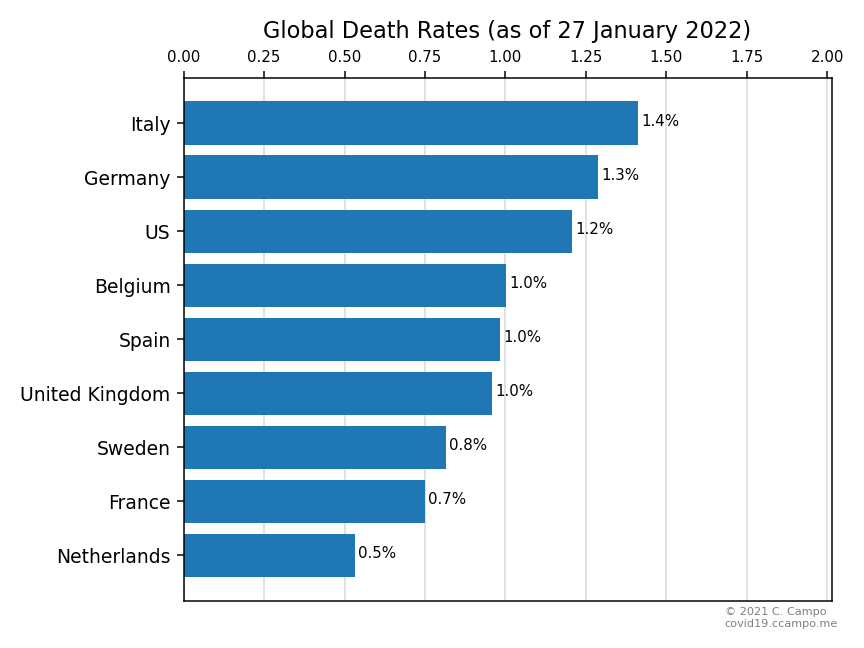 Global Death Rates (as of 27 January 2022)
0.00 0.25 0.50 0.75 1.00 1.25 1.50 1.75 2.00
Italy 1.4%
Germany 1.3%
US 1.2%
Belgium 1.0%
Spain 1.0%
United Kingdom 1.0%
Sweden 0.8%
France 0.7%
Netherlands 0.5%
© 2021 C. Campo
covid19.ccampo.me